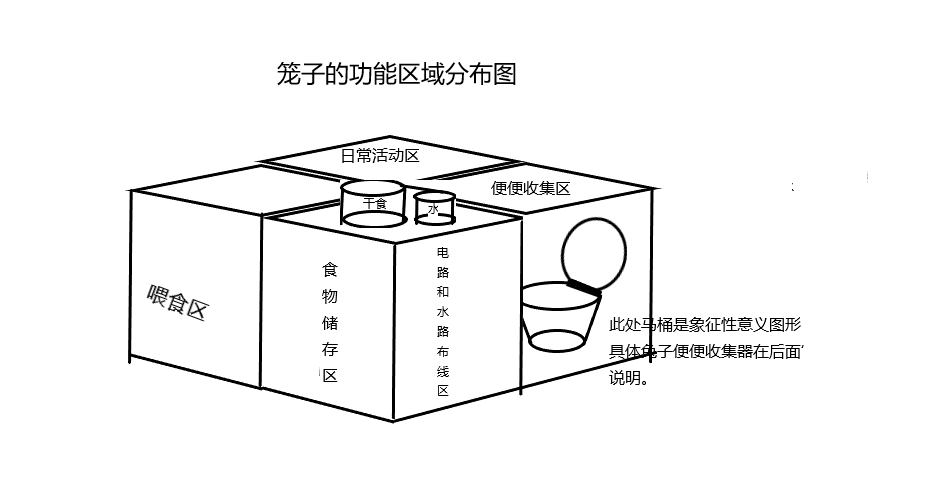 笼子的功能区域分布图
日常活动区
便便收集区
干食
水
喂食区
食物储存区
电路和水路布线区
此处马桶是象征性意义图形
具体兔子便便收集器在后面
说明。